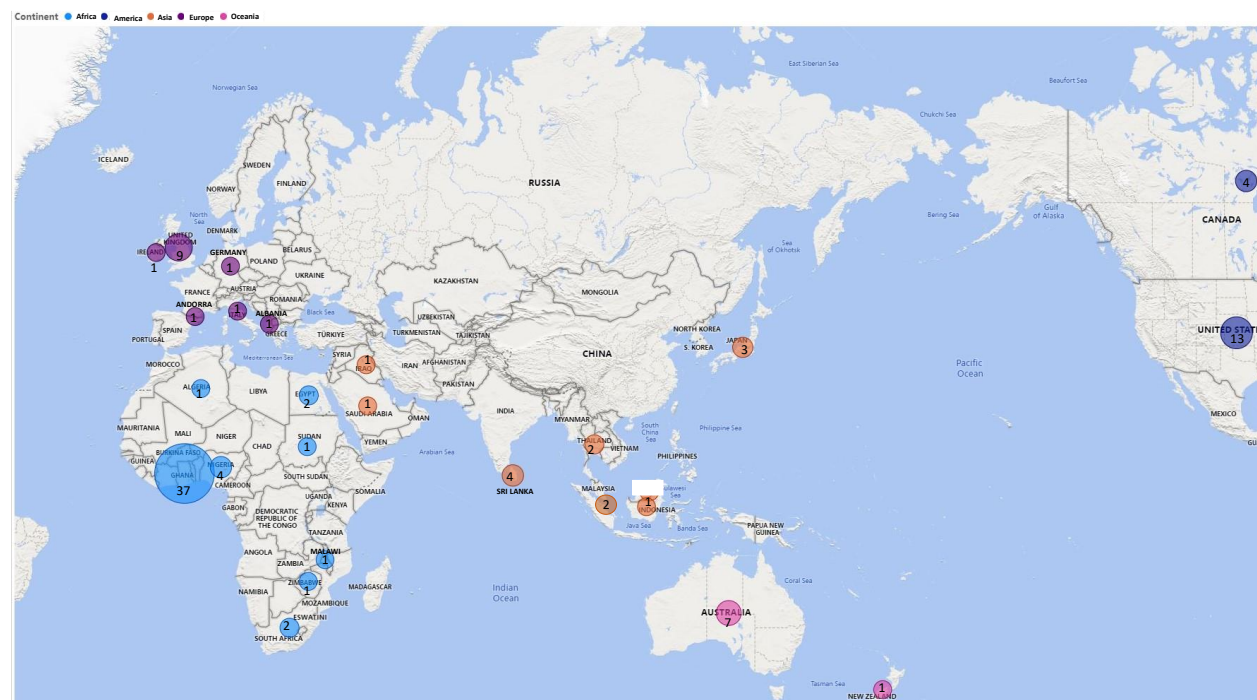 Continent Africa America Asia Europe Oceania
East Siberian Sea
Norwegian Sea
Beaufort Sea
Chukchi Sea
ICELAND
SWEDEN
RUSSIA
FINLAND
NORWAY
4
North
Sea
Bering Sea
Gulf
of Alaska
CANADA
DENMARK
UNITED
KINGDOM
9
IRELAND
1
Sea
of Okhotsk
BELARUS
GERMANY
1
POLAND
UKRAINE
KAZAKHSTAN
AUSTRIA
FRANCE
MONGOLIA
ROMANIA
ANDORRA
1
ITALY
1
ALBANIA
1
Black Sea
UZBEKISTAN
GREECE
SPAIN
PORTUGAL
TÜRKIYE
TURKMENISTAN
TAJIKISTAN
NORTH KOREA
S. KOREA
JAPAN
3
UNITED STAT
13
Mediterranean Sea
SYRIA
CHINA
MOROCCO
1
IRAQ
IRAN
AFGHANISTAN
Pacific
Ocean
PAKISTAN
ALGERIA
1
LIBYA
EGYPT
2
1
SAUDI ARABIA
OMAN
INDIA
MEXICO
MYANMAR
South
China
Sea
Philippine Sea
MAURITANIA
MALI
NIGER
CHAD
SUDAN
1
YEMEN
THAILAND
2
VIETNAM
GU
BURKINA FASO
Arabian Sea
PHILIPPINES
GUINEA
NIGERIA
4
GHANA
37
CAMEROON
SOUTH SUDAN
4
SRI LANKA
SOMALIA
MALAYSIA
2
ulawesi
Sea
1
INDONESIA
UGANDA
KENYA
GABON
DEMOCRATIC
REPUBLIC OF
THE CONGO
Java Sea
Banda Sea
PAPUA NEW
GUINEA
TANZANIA
ANGOLA
MALAWI
1
ZAMBIA
ZIMBABWE
1
MADAGASCAR
Indian
Ocean
Coral Sea
NAMIBIA
MOZAMBIQUE
AUSTRALIA
7
ESWATINI
2
SOUTH AFRICA
Tasman Sea
1
NEW ZEALAND